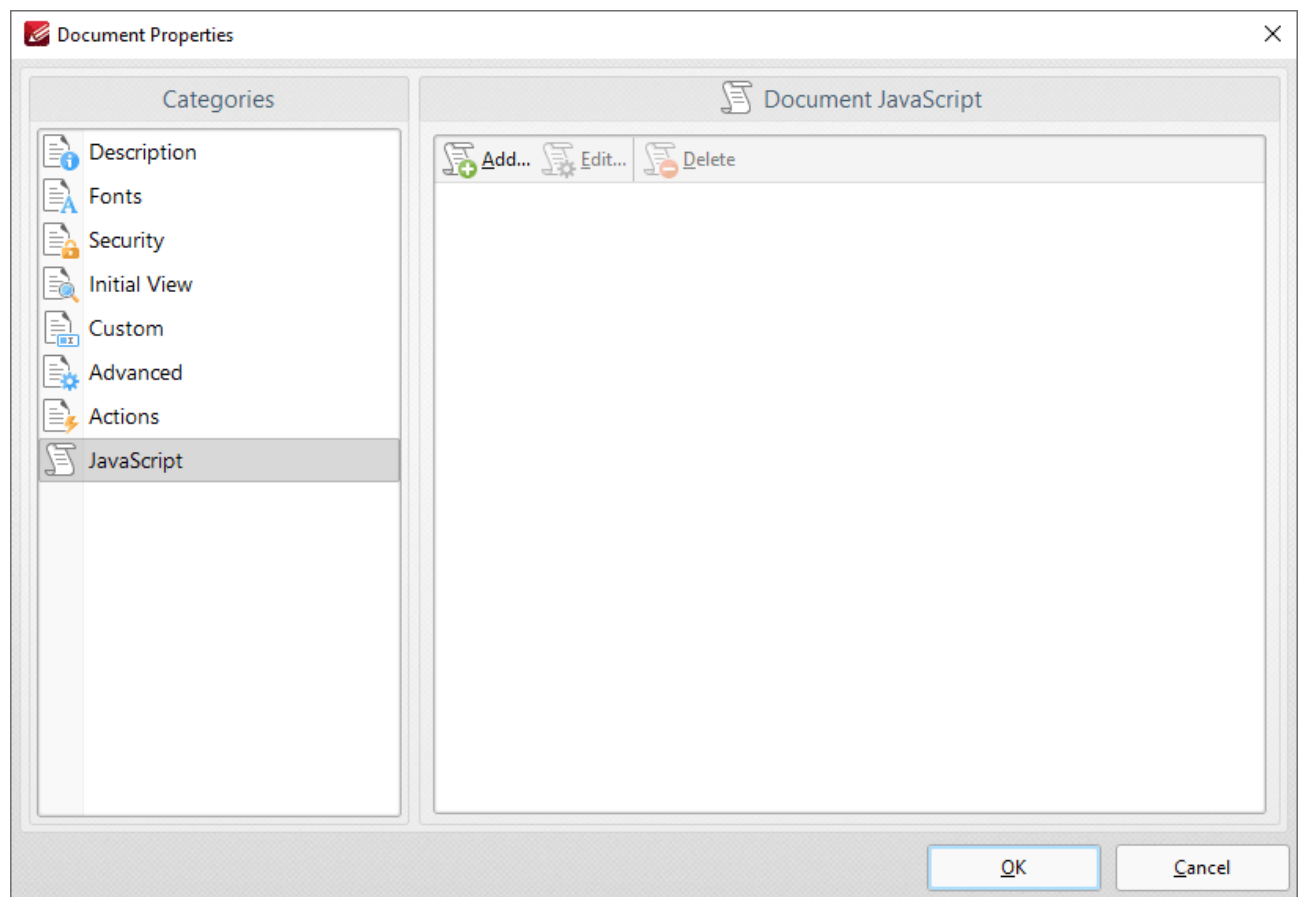 Document Properties
Categories
Description
Fonts
Security
Initial View
Custom
Advanced
Actions
JavaScript
Document JavaScript
Add... Edit... Delete
OK Cancel